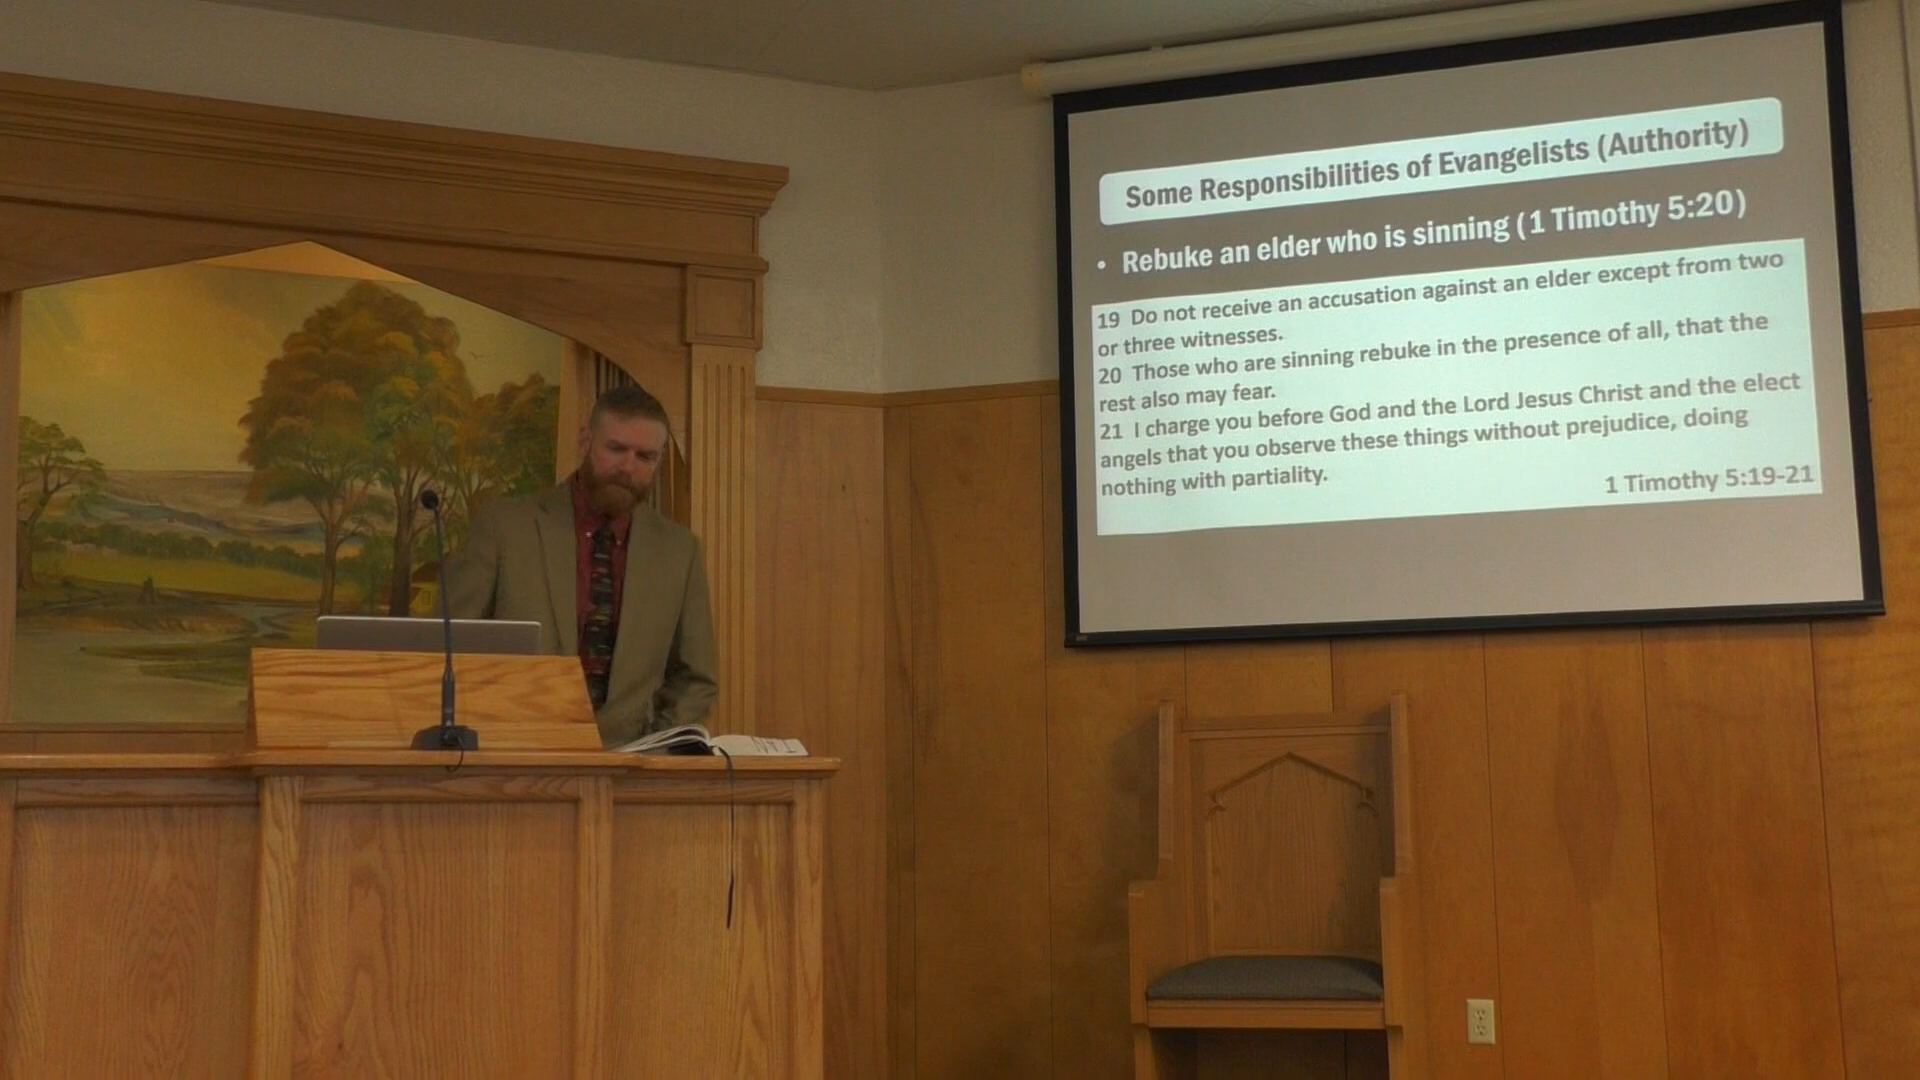 Some Responsibilities of Evangelists (Authority)
• Rebuke an elder who is sinning (1 Timothy 5:20)
19 Do not receive an accusation against an elder except from two
or three witnesses.
20 Those who are sinning rebuke in the presence of all, that the
rest also may fear.
21 I charge you before God and the Lord Jesus Christ and the elect
angels that you observe these things without prejudice, doing
nothing with partiality.
1 Timothy 5:19-21